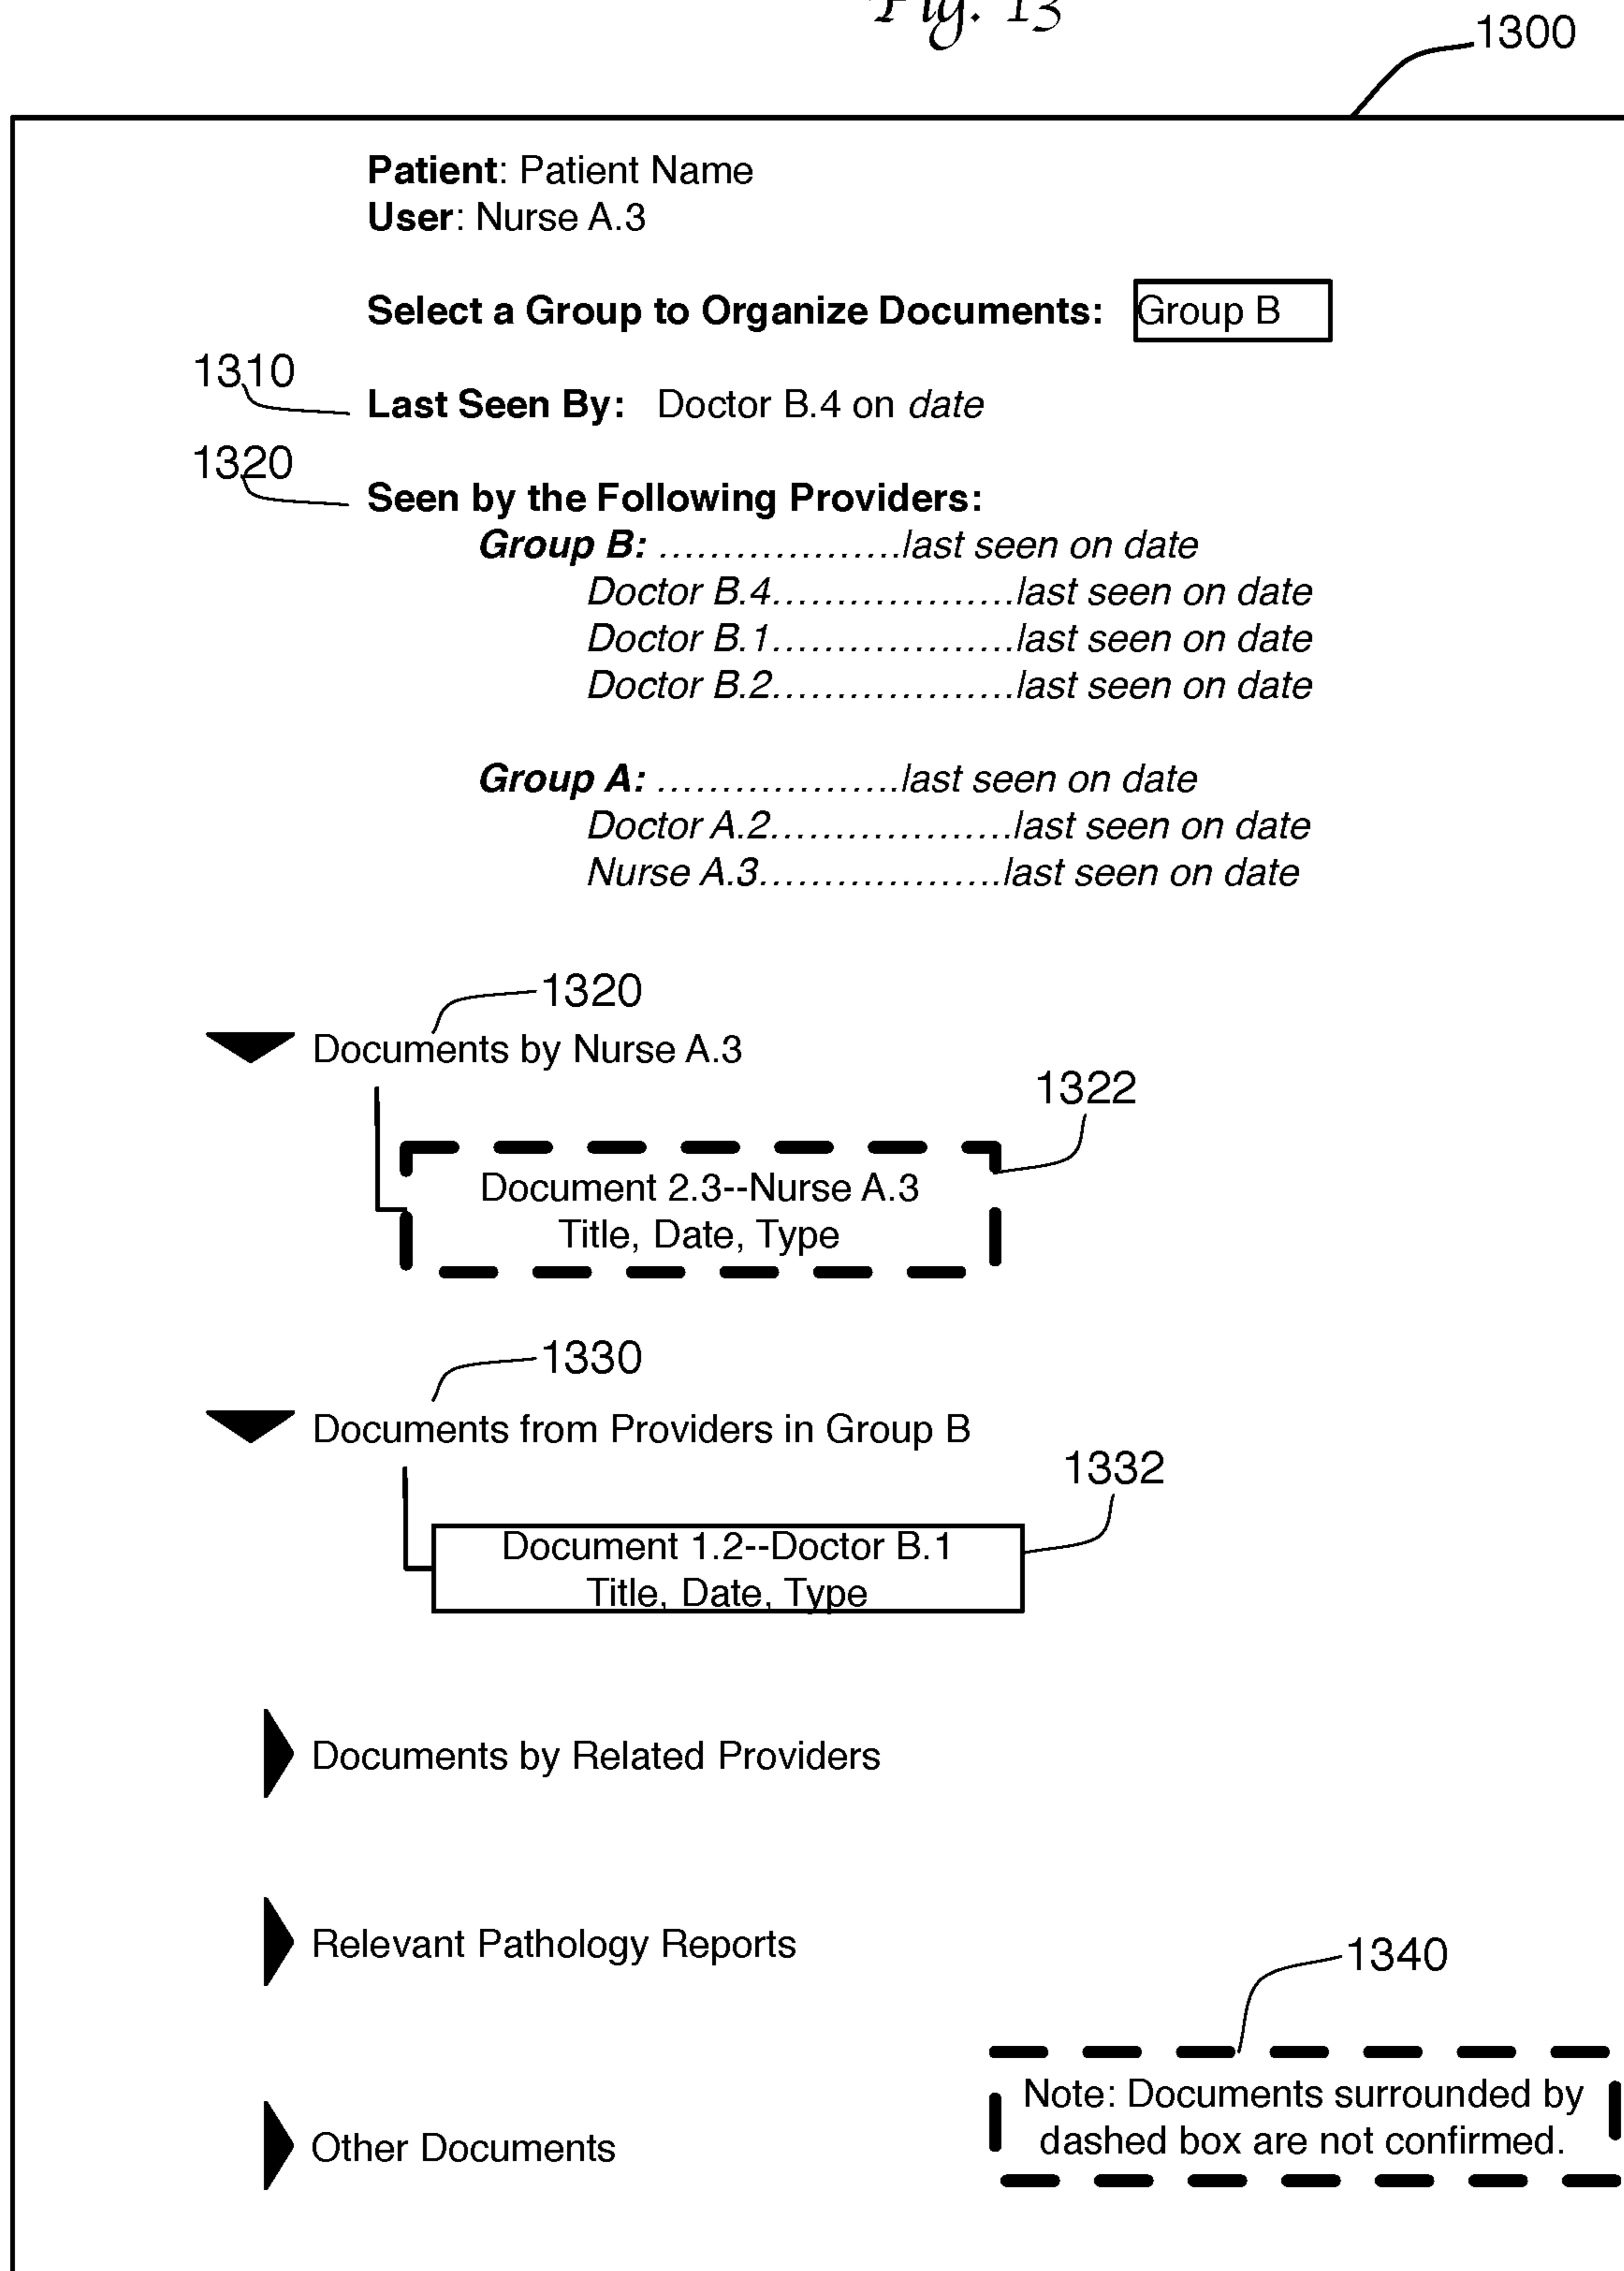 Fig. 13
1300
Patient: Patient Name
User: Nurse A.3
Select a Group to Organize Documents: Group B
1310
Last Seen By: Doctor B.4 on date
1320
Seen by the Following Providers:
Group B: ...................last seen on date
Doctor B.4...................last seen on date
Doctor B.1...................last seen on date
Doctor B.2...................last seen on date
Group A: ...................last seen on date
Doctor A.2...................last seen on date
Nurse A.3...................last seen on date
1320
Documents by Nurse A.3
1322
Document 2.3--Nurse A.3
Title, Date, Type
1330
Documents from Providers in Group B
1332
Document 1.2--Doctor B.1
Title, Date, Type
Documents by Related Providers
Relevant Pathology Reports
1340
Note: Documents surrounded by
dashed box are not confirmed.
Other Documents